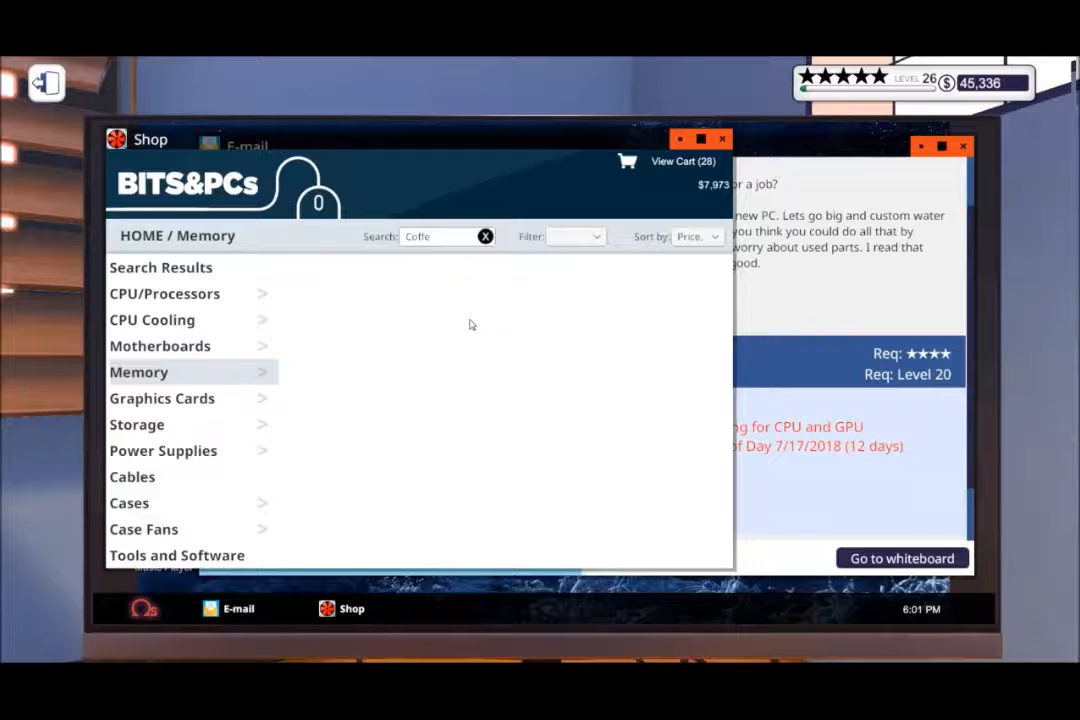 LEVEL 26 $ 45,336
Shop
E-mail
View Cart (28)
$7,973
BITS&PCs
0
or a job?
new PC. Lets go big and custom water
you think you could do all that by
worry about used parts. I read that
good.
HOME / Memory
Search: Coffe X
Filter:
Sort by: Price,
Search Results
CPU/Processors >
CPU Cooling >
Motherboards >
Memory >
Graphics Cards >
Storage >
Power Supplies >
Cables
Cases >
Case Fans >
Tools and Software
Req: ★★★★
Req: Level 20
ng for CPU and GPU
of Day 7/17/2018 (12 days)
Go to whiteboard
Music Player
E-mail
Shop
6:01 PM